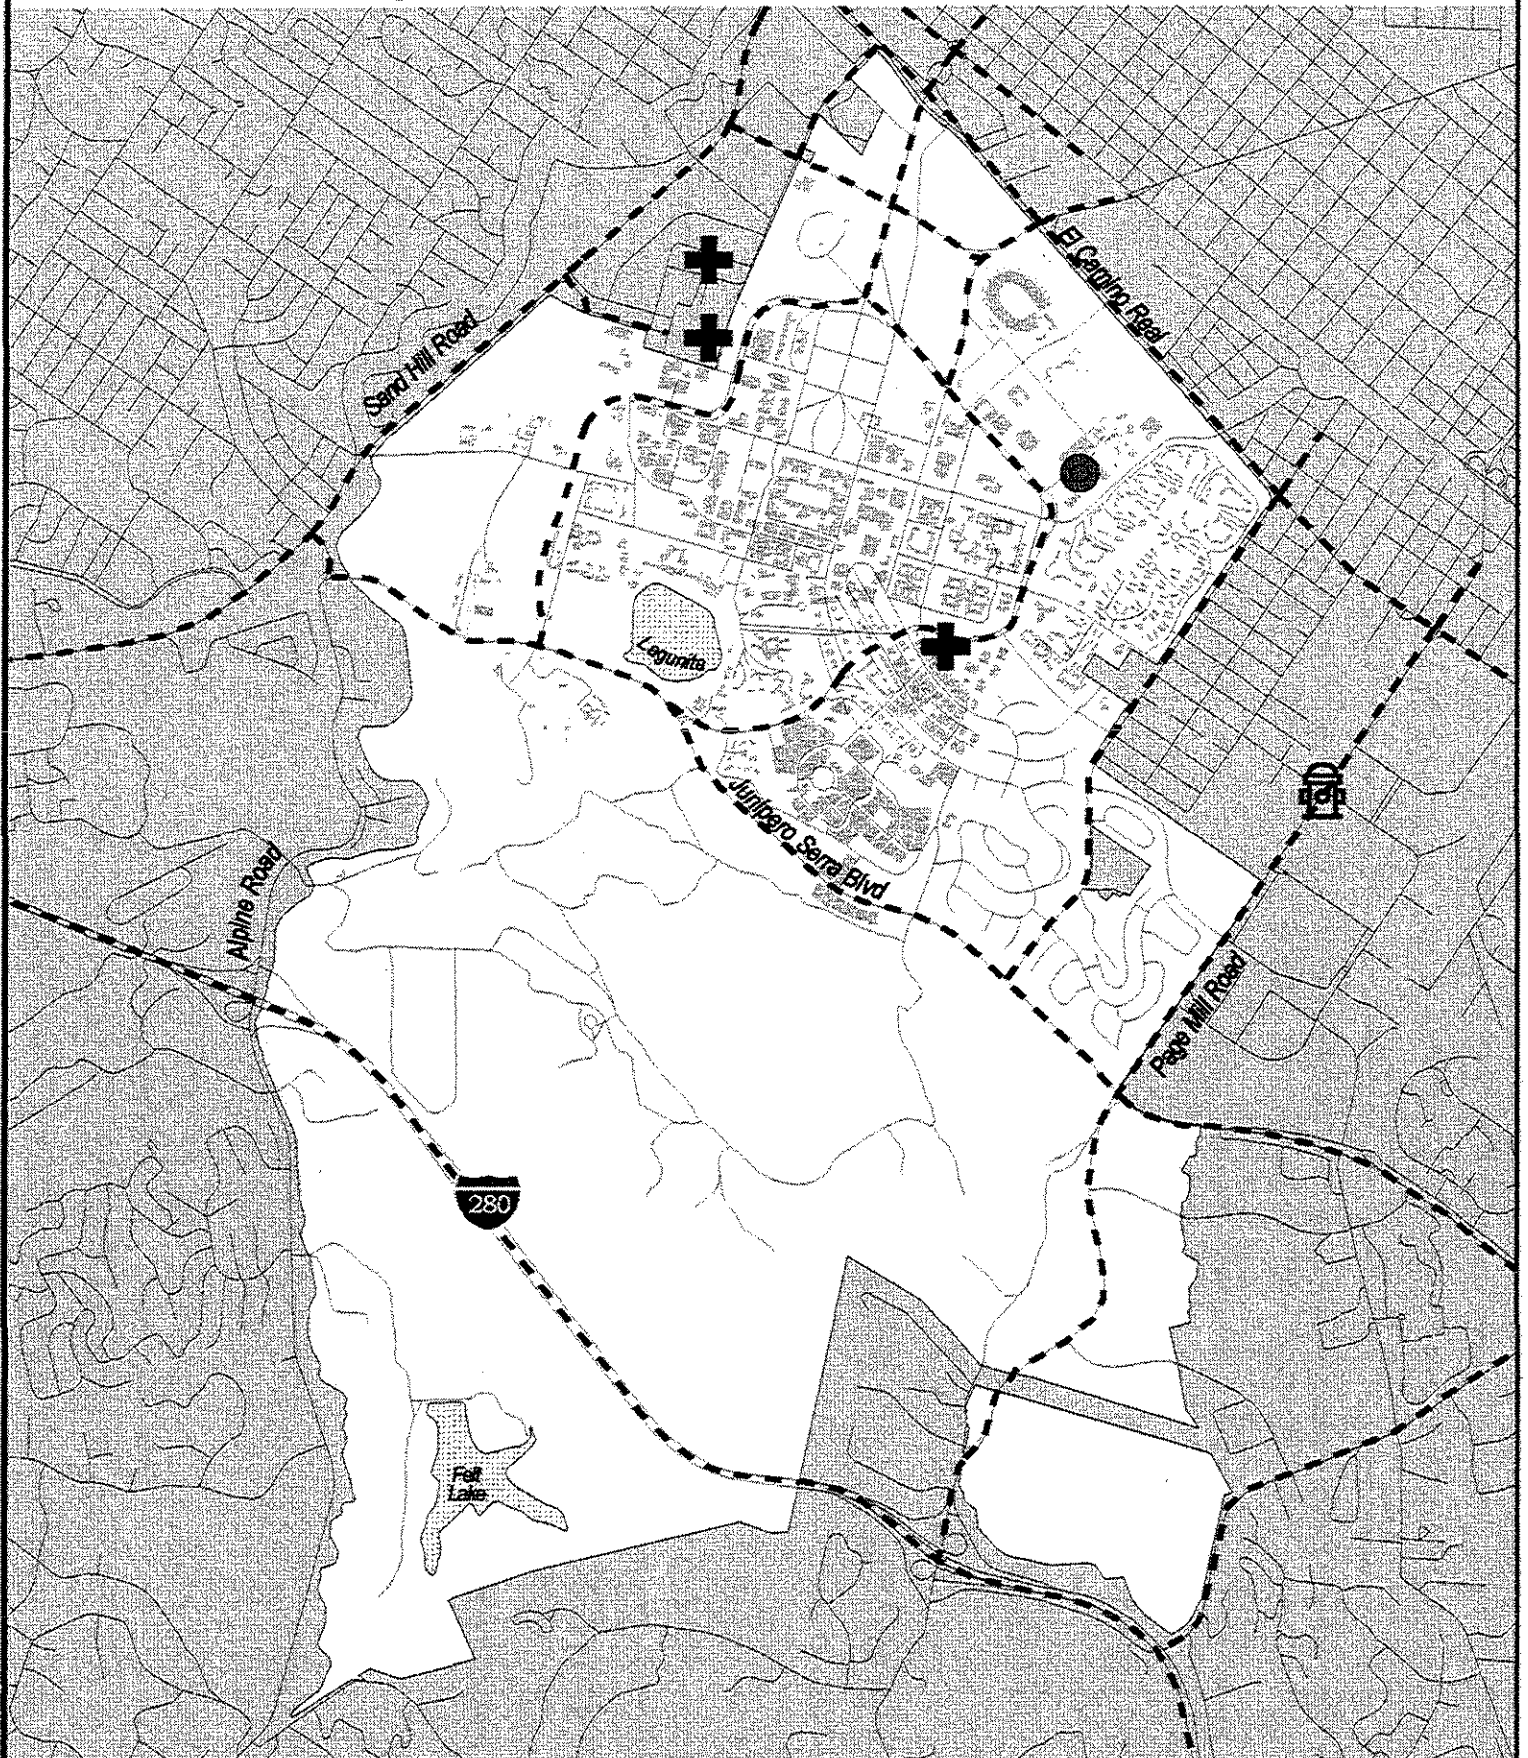 El Camino Real
Sand Hill Road
Lagunita
Junipero Serra Blvd
Alpine Road
Page Mill Road
280
Felt
Lake